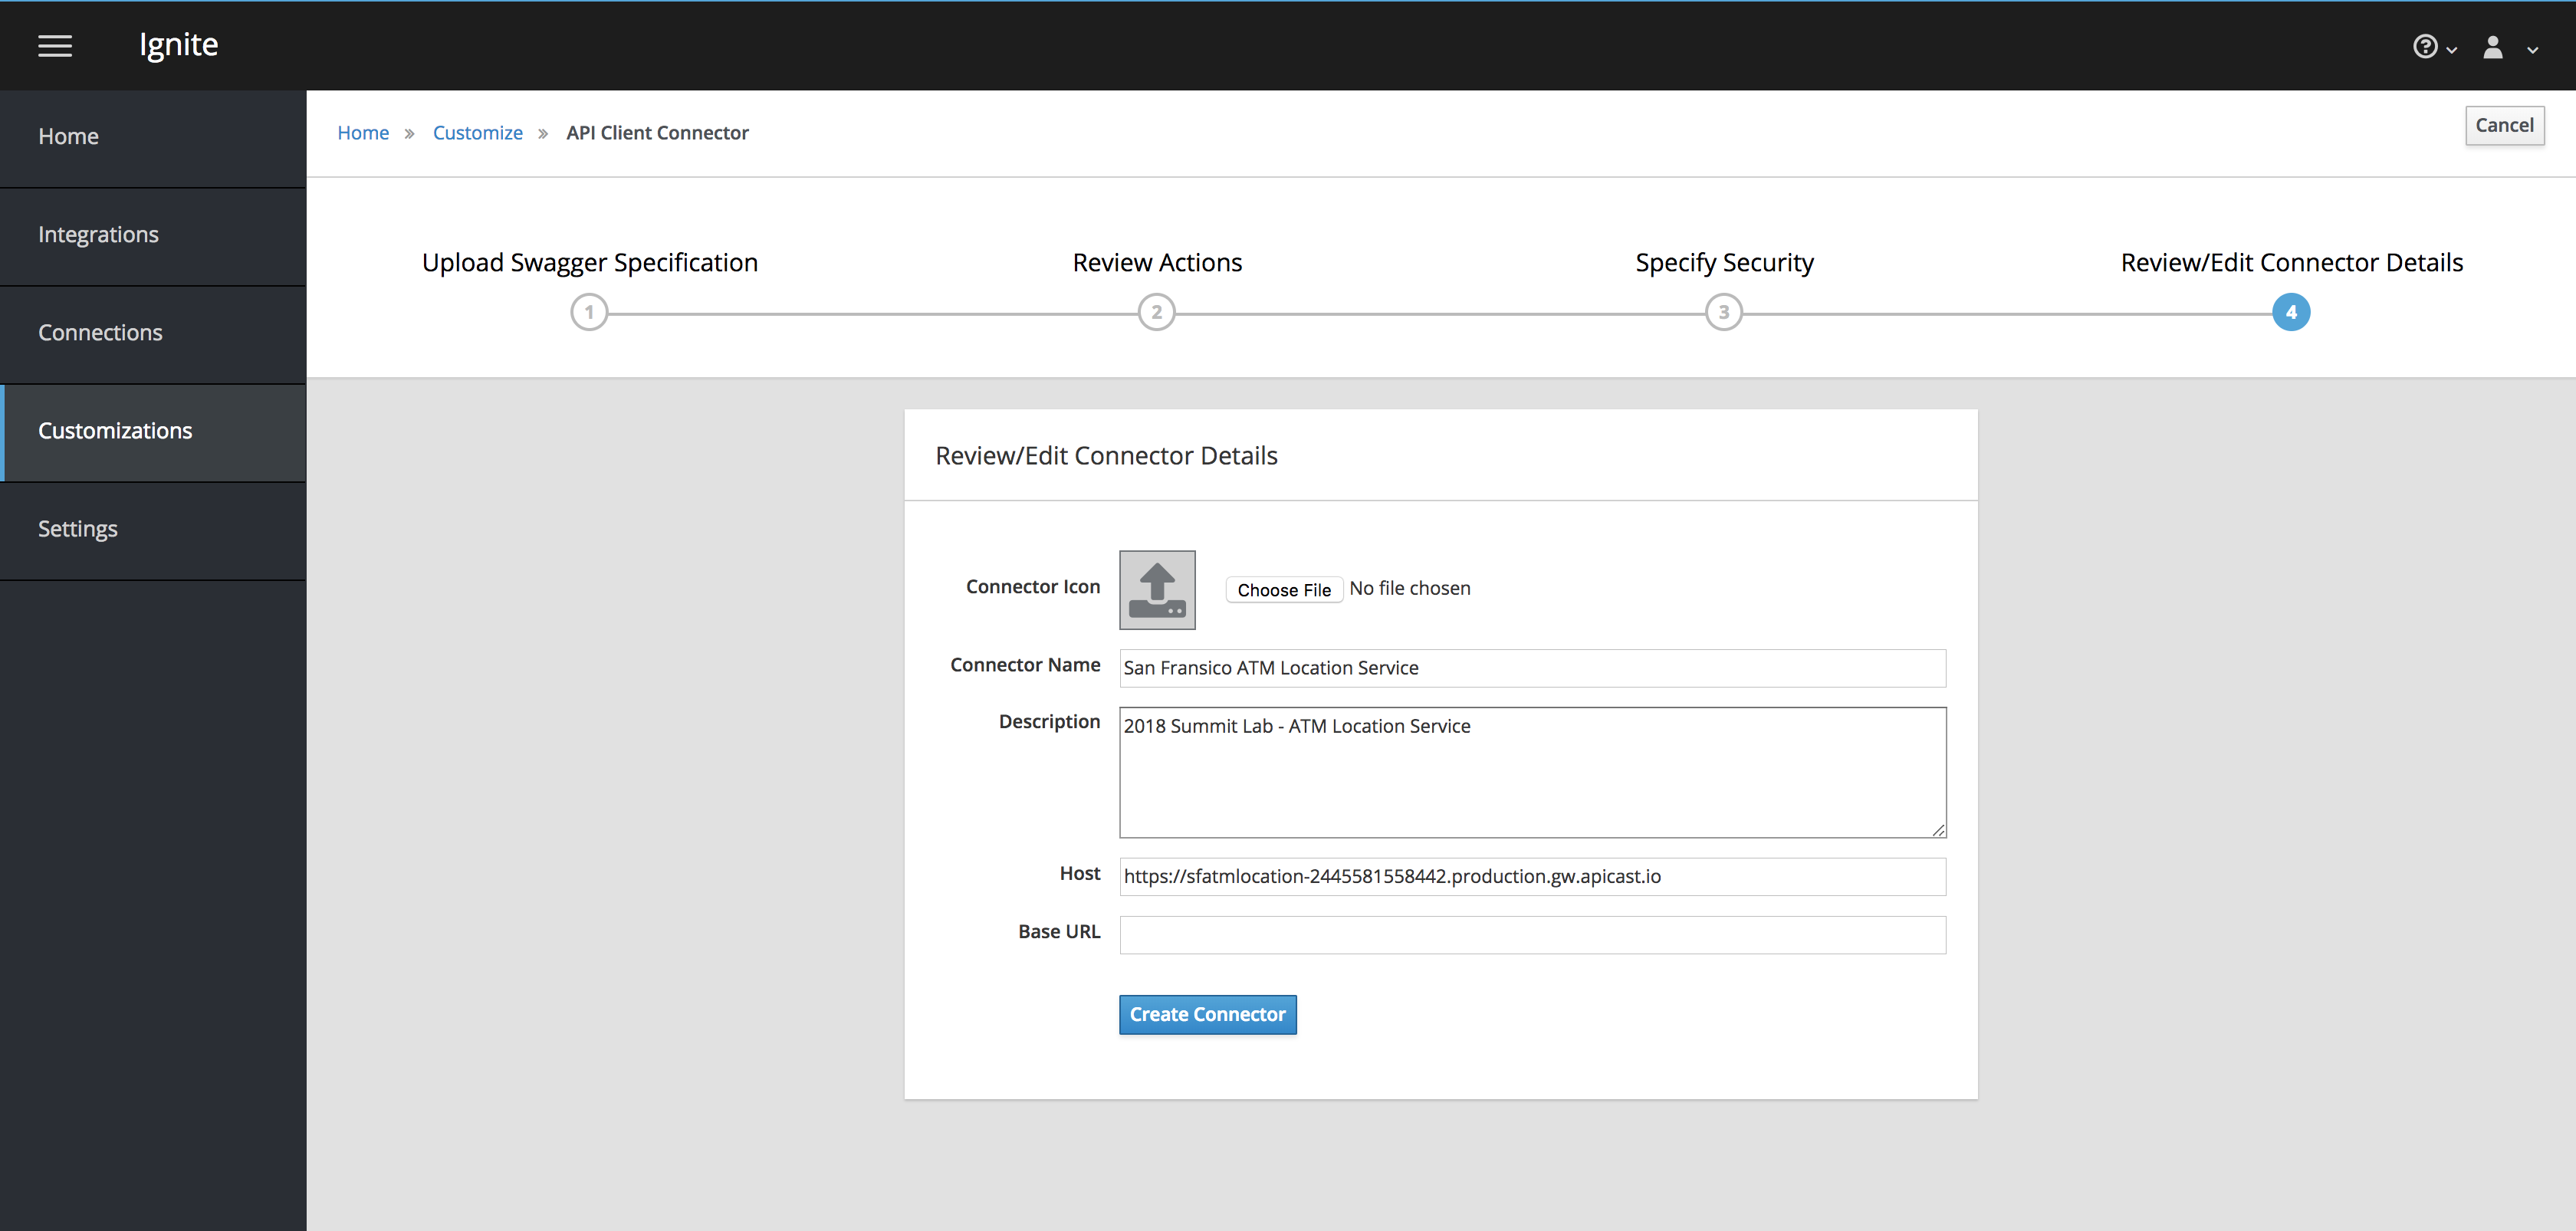 Ignite
Home
Integrations
Connections
Customizations
Settings
Home » Customize » API Client Connector
Cancel
Upload Swagger Specification
Review Actions
Specify Security
Review/Edit Connector Details
1
2
3
4
Review/Edit Connector Details
Connector Icon
Choose File No file chosen
Connector Name
San Fransico ATM Location Service
Description
2018 Summit Lab - ATM Location Service
Host
https://sfatmlocation-2445581558442.production.gw.apicast.io
Base URL
Create Connector